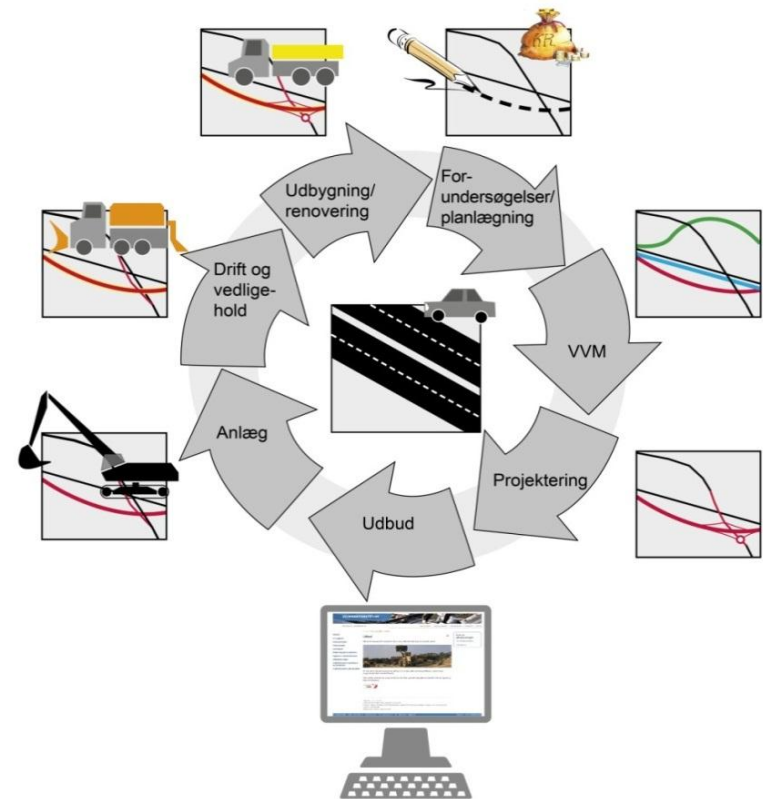 Udbygning/
renovering
For-
undersøgelser/
planlægning
VVM
Projektering
Udbud
Anlæg
Drift og
vedlige-
hold